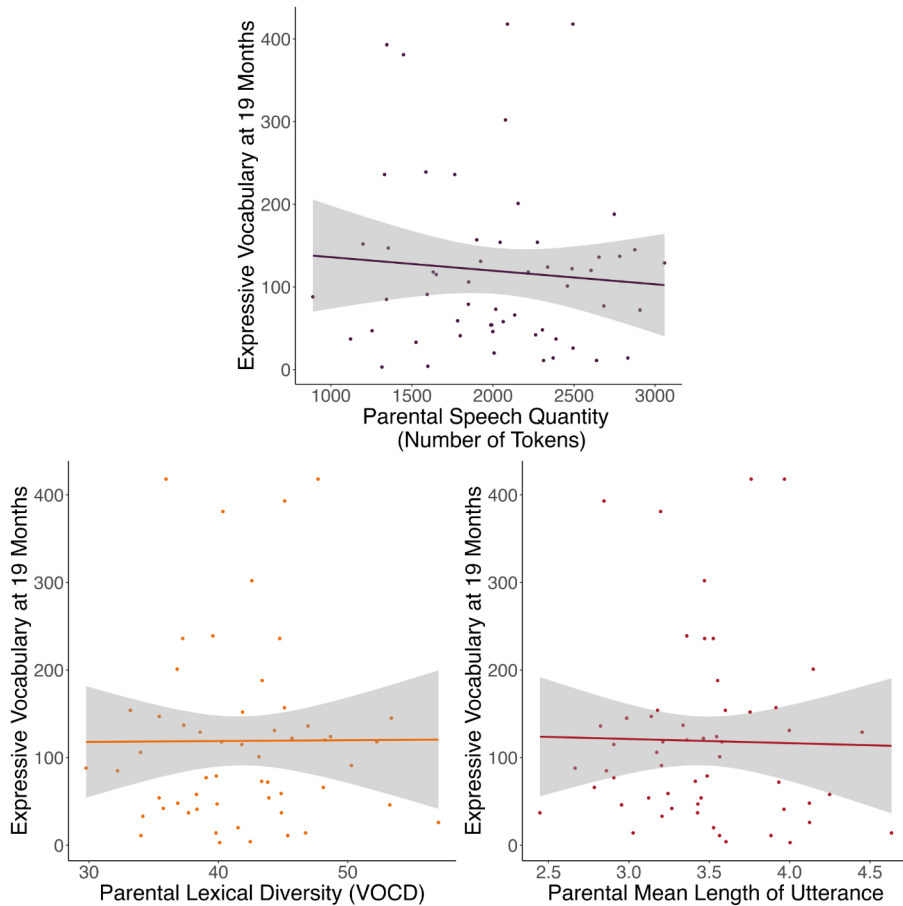 Expressive Vocabulary at 19 Months
400
300
200
100
0
1000 1500 2000 2500 3000
Parental Speech Quantity
(Number of Tokens)
Expressive Vocabulary at 19 Months
400
300
200
100
0
30 40 50
Parental Lexical Diversity (VOCD)
Expressive Vocabulary at 19 Months
400
300
200
100
0
2.5 3.0 3.5 4.0 4.5
Parental Mean Length of Utterance